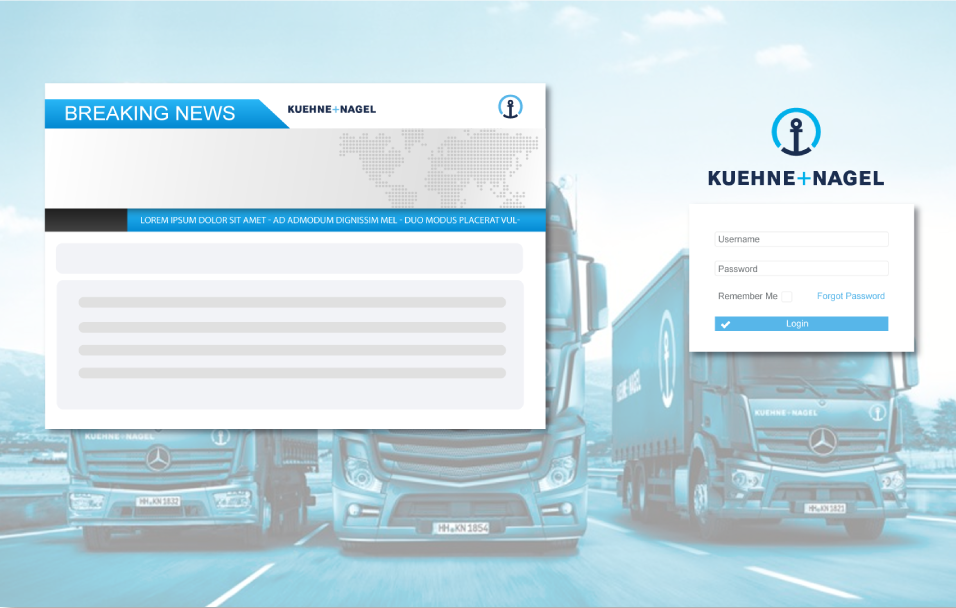 BREAKING NEWS
KUEHNE+NAGEL
LOREM IPSUM DOLOR SIT AMET - AD ADMODUM DIGNISSIM MEL - DUO MODUS PLACERAT VUL-
KUEHNE+NAGEL
Username
Password
Remember Me
Forgot Password
Login
KUEHNE+NAGEL
KUEHNE+NAGEL
KUEHNE+NAGEL
HH KN 1832
HH KN 1854
HH KN 1821